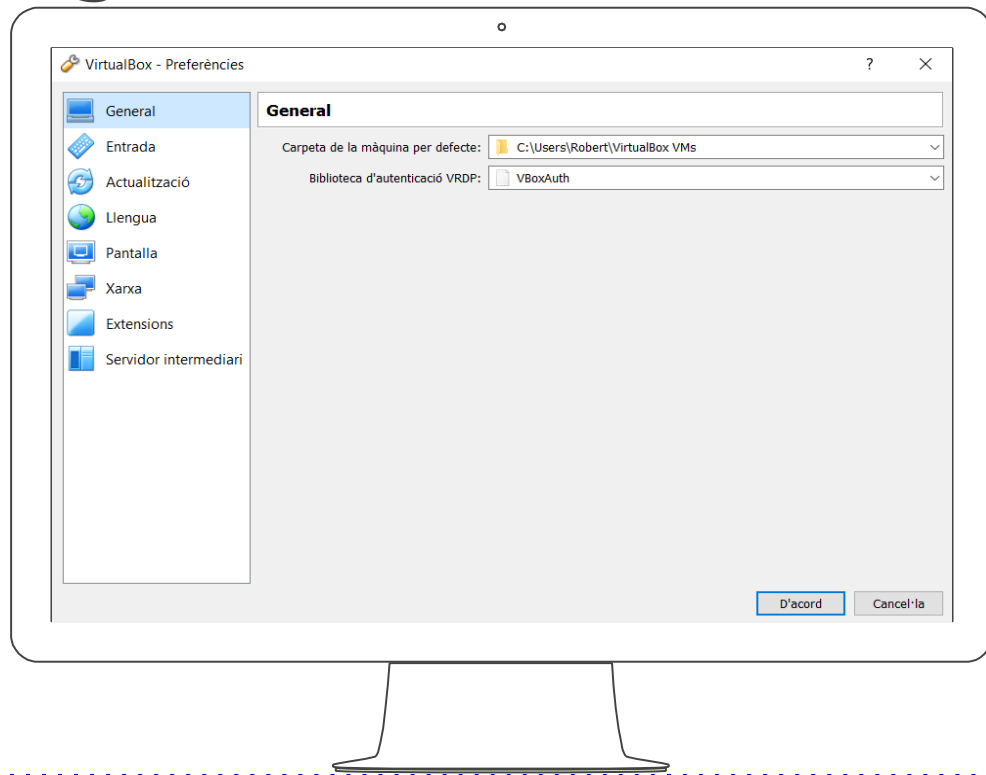 VirtualBox - Preferències
?
General
Entrada
Actualització
Llengua
Pantalla
Xarxa
Extensions
Servidor intermediari
General
Carpeta de la màquina per defecte: C:\Users\Robert\VirtualBox VMs
Biblioteca d'autenticació VRDP: VBoxAuth
D'acord
Cancel·la